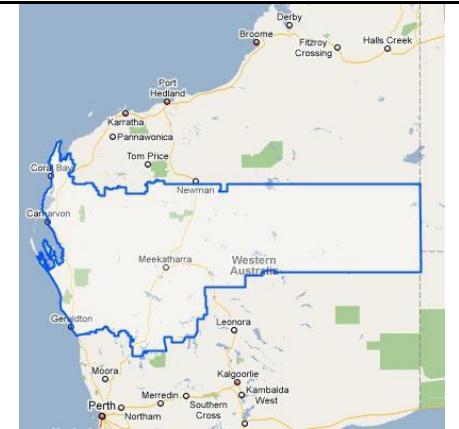 Derby
Broome
Fitzroy
Crossing
Halls Creek
Port
Hedland
Karratha
Pannawonica
Tom Price
Coral Bay
Newman
Carnarvon
Meekatharra
Western
Australia
Geraldton
Leonora
Moora
Kalgoorlie
Merredin
Kambalda
West
Perth
Southern
Cross
Northam